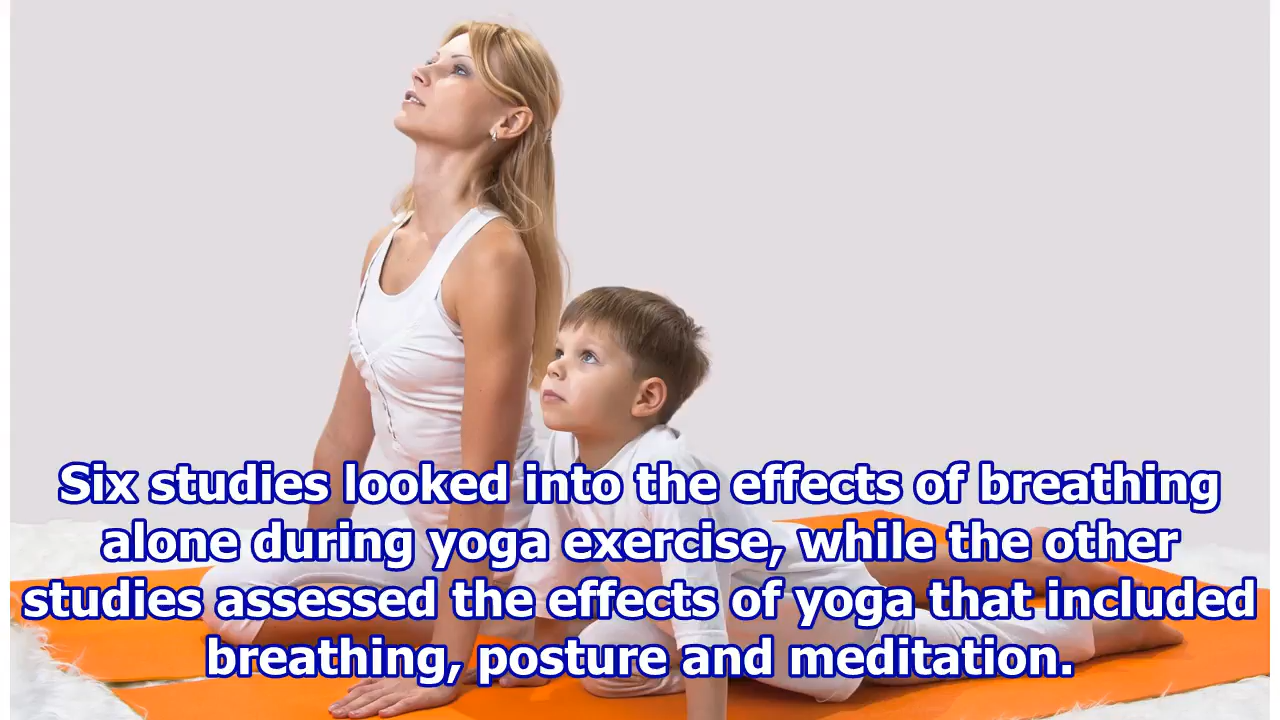 Six studies looked into the effects of breathing
alone during yoga exercise, while the other
studies assessed the effects of yoga that included
breathing, posture and meditation.